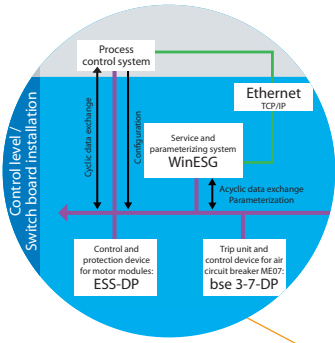 Process
control system
Ethernet
TCP/IP
Control level /
Switch board installation
Cyclic data exchange
Configuration
Service and
parameterizing system
WinESG
Acyclic data exchange
Parameterization
Control and
protection device
for motor modules:
ESS-DP
Trip unit and
control device for air
circuit breaker ME07:
bse 3-7-DP